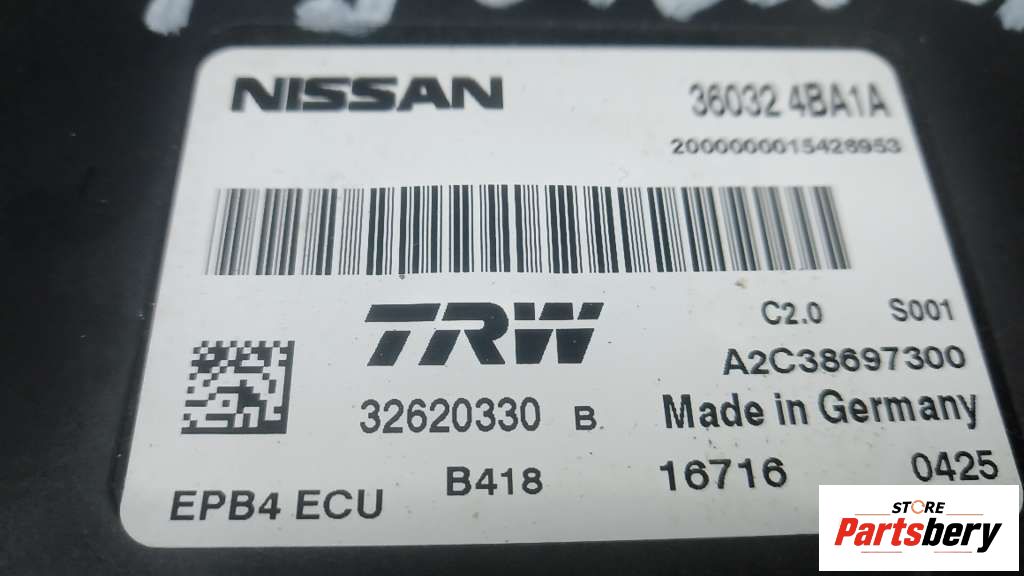 NISSAN 36032 4BA1A
2000000015426953
TRW
C2.0 S001
A2C38697300
32620330 B. Made in Germany
B418 16716 0425
EPB4 ECU
STORE
Partsbery